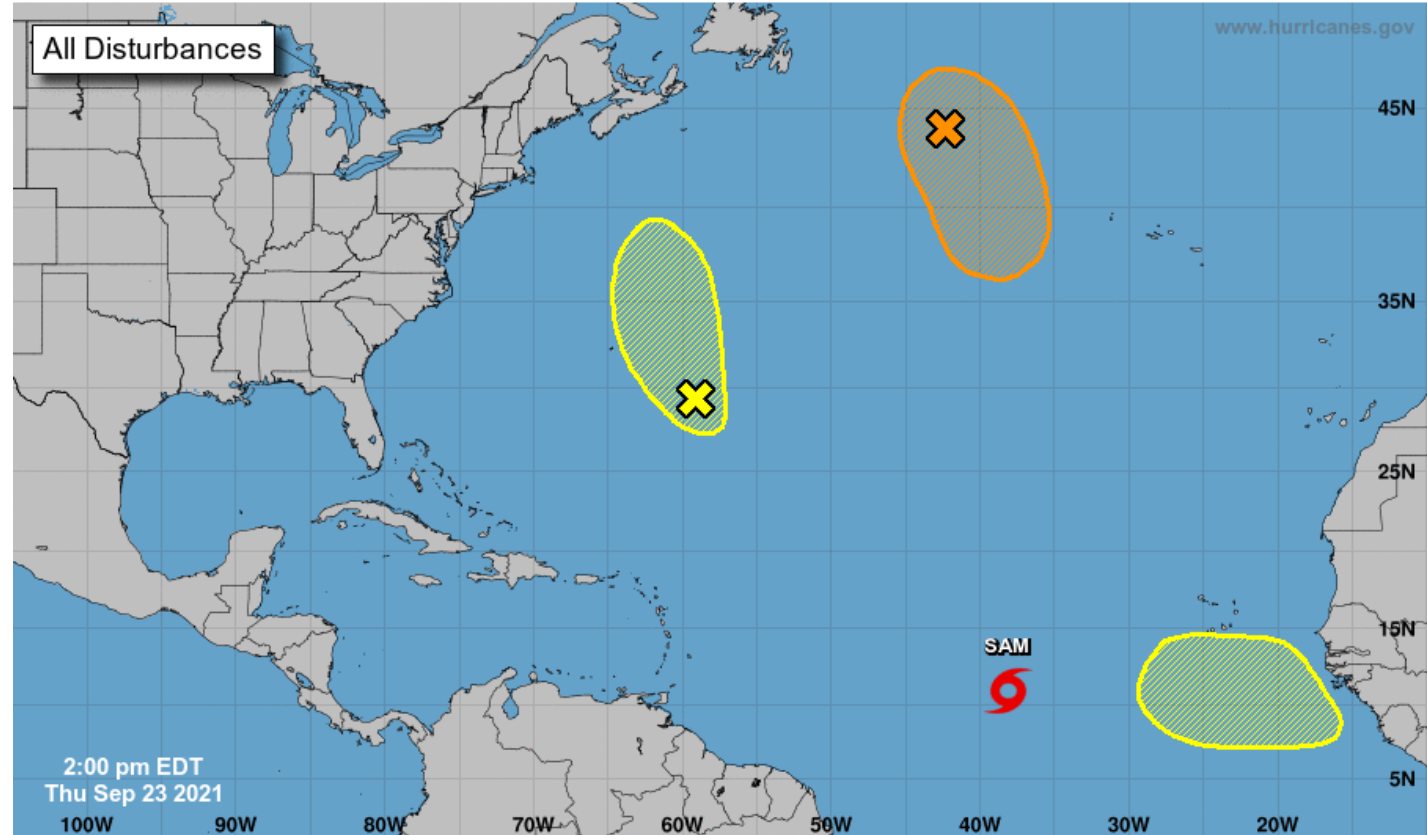 All Disturbances
www.hurricanes.gov
45N
35N
25N
15N
SAM
5N
2:00 pm EDT
Thu Sep 23 2021
100W 90W 80W 70W 60W 50W 40W 30W 20W